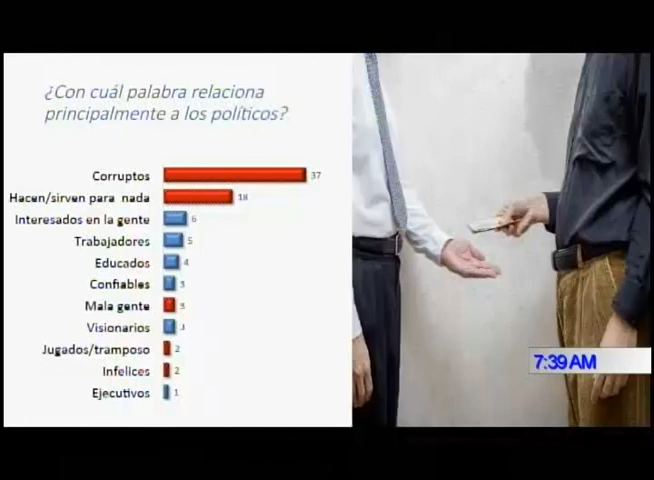 ¿Con cuál palabra relaciona
principalmente a los políticos?
Corruptos 37
Hacen/sirven para nada 18
Interesados en la gente 6
Trabajadores 5
Educados 4
Confiables 3
Mala gente 3
Visionarios 3
Jugados/tramposo 2
Infelices 2
Ejecutivos 1
7:39 AM